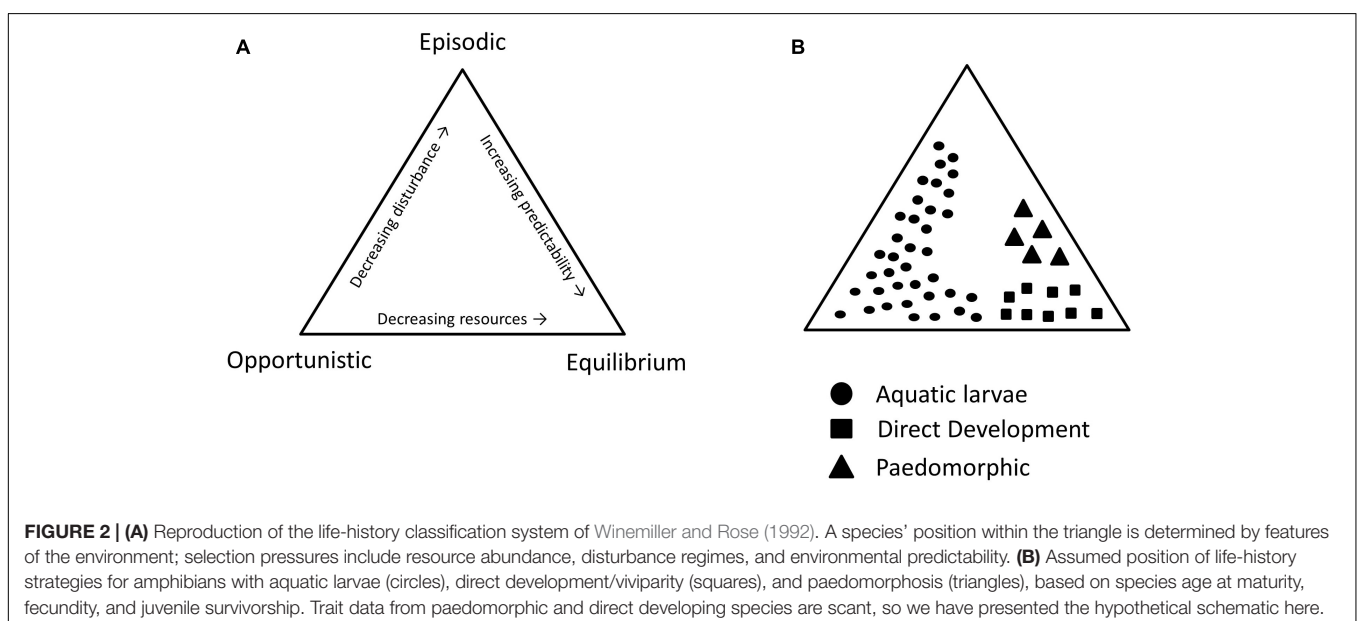 A
Episodic
Decreasing disturbance →
Increasing predictability →
Decreasing resources →
Opportunistic
Equilibrium
B
Aquatic larvae
Direct Development
Paedomorphic
FIGURE 2 | (A) Reproduction of the life-history classification system of Winemiller and Rose (1992). A species’ position within the triangle is determined by features
of the environment; selection pressures include resource abundance, disturbance regimes, and environmental predictability. (B) Assumed position of life-history
strategies for amphibians with aquatic larvae (circles), direct development/viviparity (squares), and paedomorphosis (triangles), based on species age at maturity,
fecundity, and juvenile survivorship. Trait data from paedomorphic and direct developing species are scant, so we have presented the hypothetical schematic here.